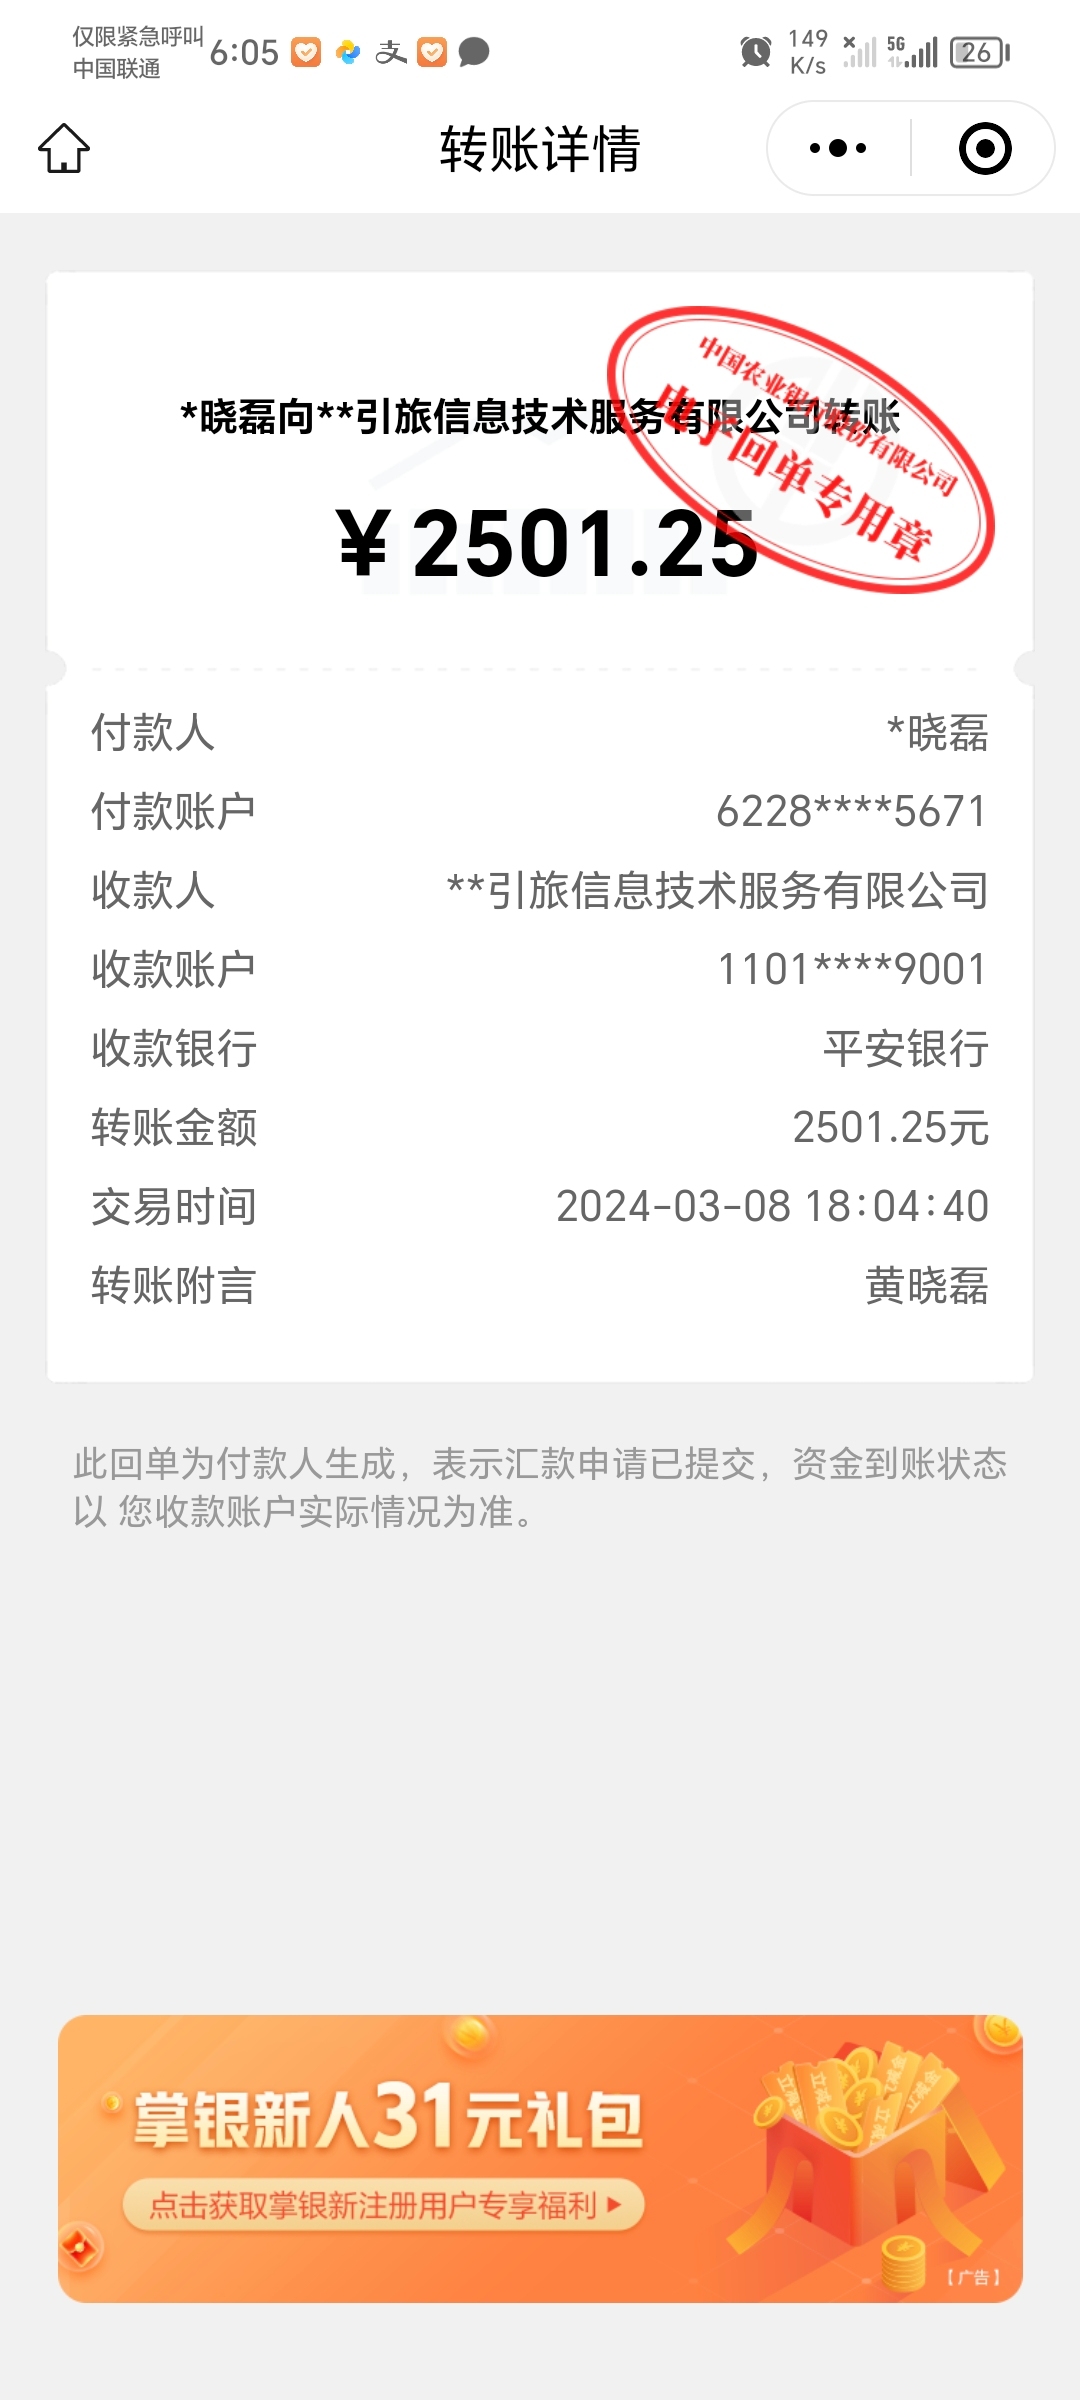 仅限紧急呼叫
中国联通
6:05
149
K/s
5G
26
转账详情
中国农业银行股份有限公司
电子回单专用章
*晓磊向**引旅信息技术服务有限公司转账
¥2501.25
付款人 *晓磊
付款账户 6228****5671
收款人 **引旅信息技术服务有限公司
收款账户 1101****9001
收款银行 平安银行
转账金额 2501.25元
交易时间 2024-03-08 18:04:40
转账附言 黄晓磊
此回单为付款人生成，表示汇款申请已提交，资金到账状态
以 您收款账户实际情况为准。
掌银新人31元礼包
点击获取掌银新注册用户专享福利
【广告】